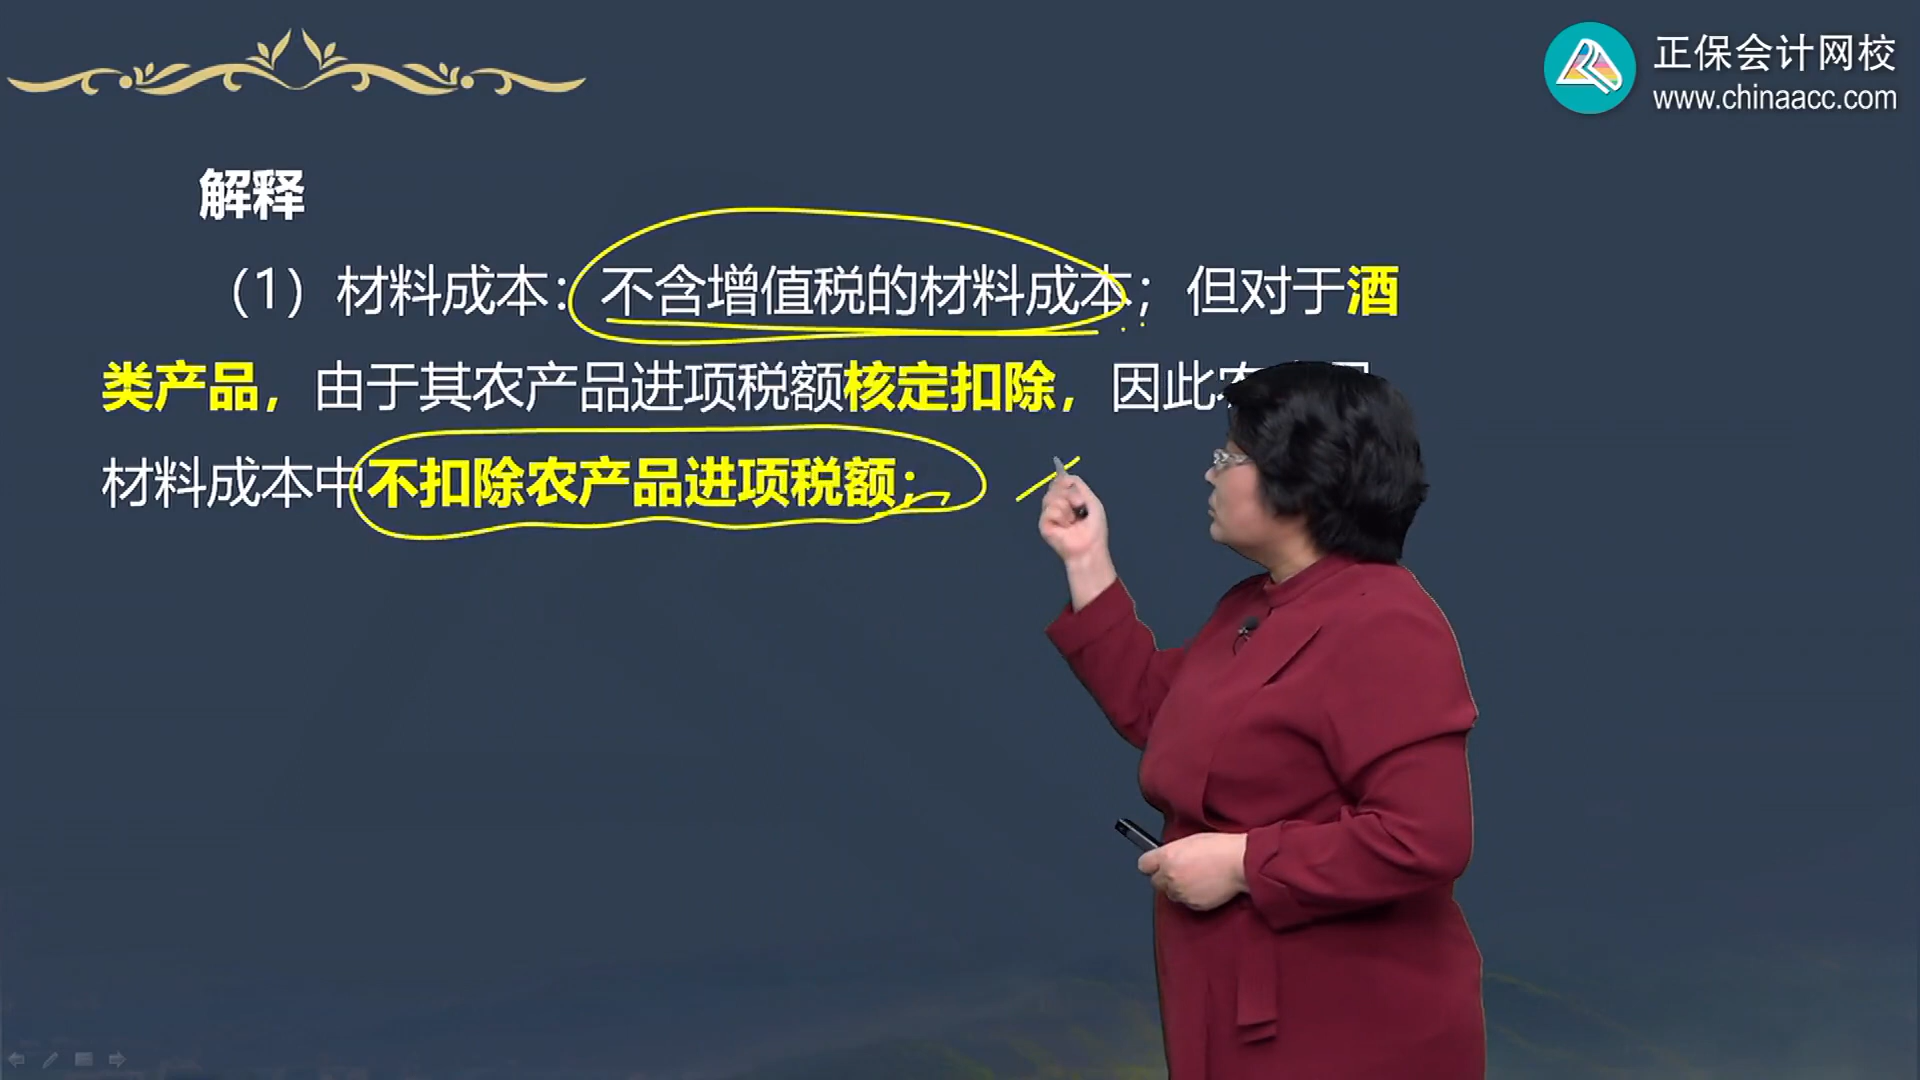 正保会计网校
www.chinaacc.com
解释
（1）材料成本：不含增值税的材料成本；但对于酒
类产品，由于其农产品进项税额核定扣除，因此
材料成本中不扣除农产品进项税额；